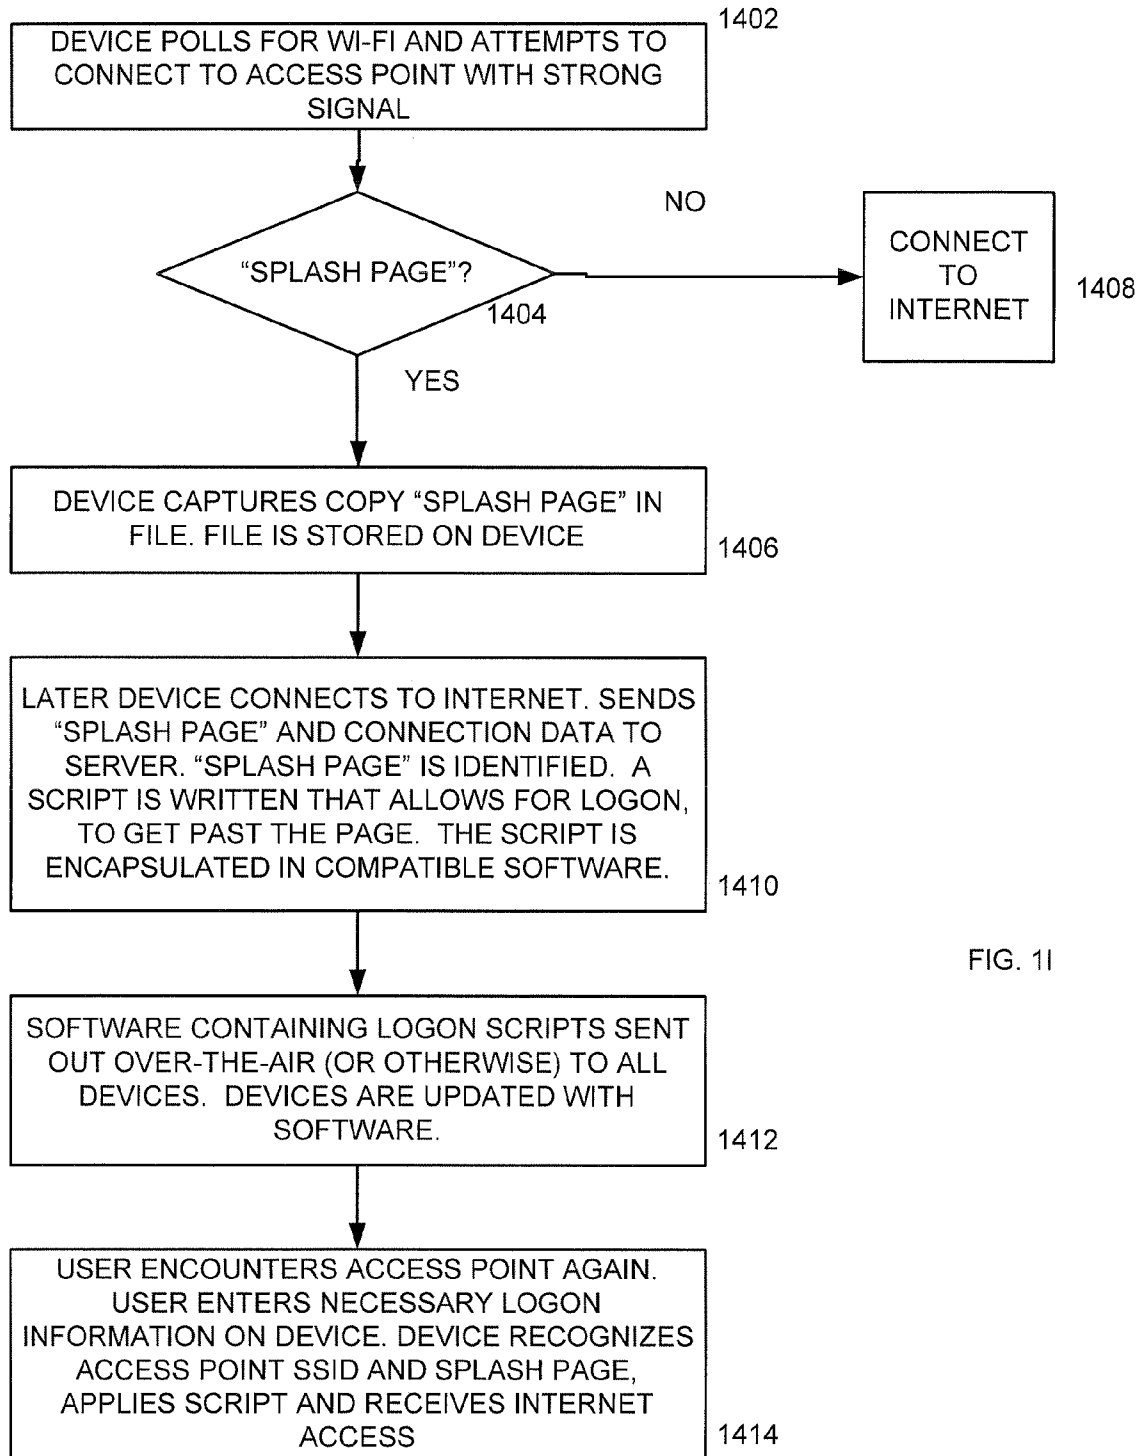 1402
DEVICE POLLS FOR WI-FI AND ATTEMPTS TO
CONNECT TO ACCESS POINT WITH STRONG
SIGNAL
NO
"SPLASH PAGE"?
1404
CONNECT
TO
INTERNET
1408
YES
DEVICE CAPTURES COPY “SPLASH PAGE” IN
FILE. FILE IS STORED ON DEVICE
1406
LATER DEVICE CONNECTS TO INTERNET. SENDS
“SPLASH PAGE” AND CONNECTION DATA TO
SERVER. “SPLASH PAGE” IS IDENTIFIED. A
SCRIPT IS WRITTEN THAT ALLOWS FOR LOGON,
TO GET PAST THE PAGE. THE SCRIPT IS
ENCAPSULATED IN COMPATIBLE SOFTWARE.
1410
FIG. 1I
SOFTWARE CONTAINING LOGON SCRIPTS SENT
OUT OVER-THE-AIR (OR OTHERWISE) TO ALL
DEVICES. DEVICES ARE UPDATED WITH
SOFTWARE.
1412
USER ENCOUNTERS ACCESS POINT AGAIN.
USER ENTERS NECESSARY LOGON
INFORMATION ON DEVICE. DEVICE RECOGNIZES
ACCESS POINT SSID AND SPLASH PAGE,
APPLIES SCRIPT AND RECEIVES INTERNET
ACCESS
1414